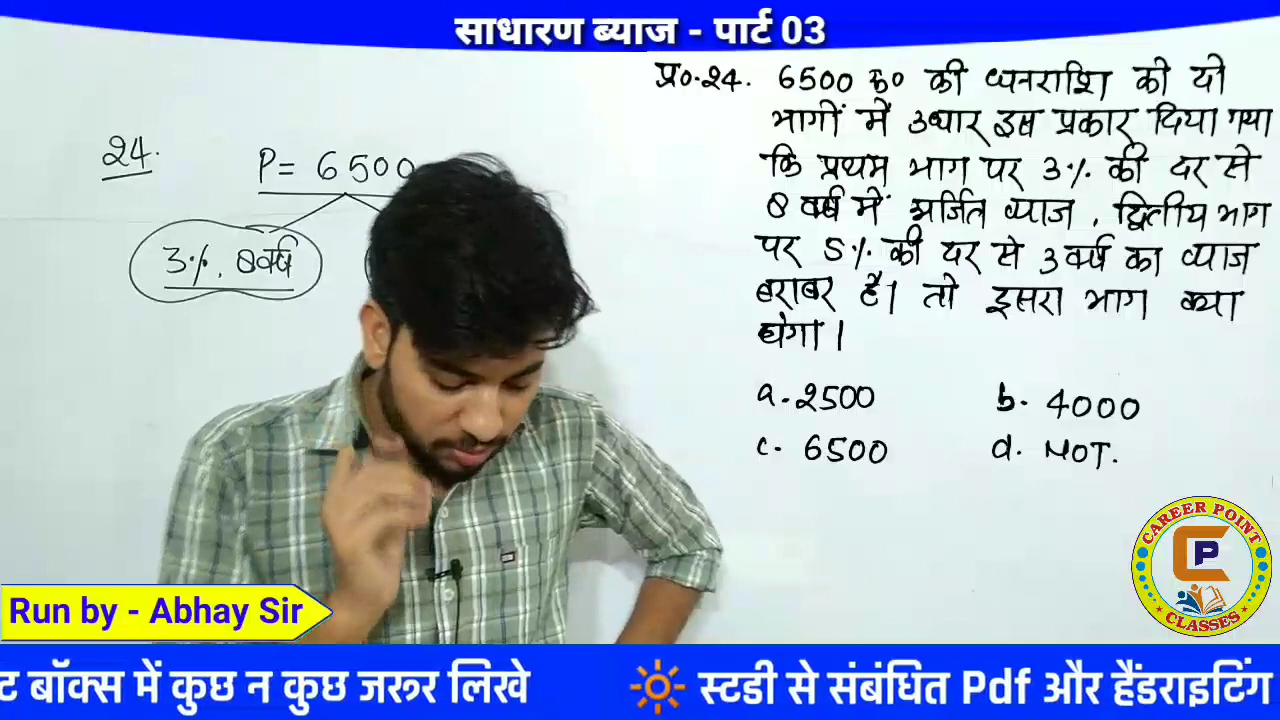 साधारण ब्याज - पार्ट 03
प्र०.24. 6500 रु० की धनराशि को दो
भागों में उधार इस प्रकार दिया गया
कि प्रथम भाग पर 3% की दर से
8 वर्ष में अर्जित ब्याज , द्वितीय भाग
पर 5% की दर से 3 वर्ष का ब्याज
बराबर है। तो दूसरा भाग क्या
होगा।
a. 2500
b. 4000
c. 6500
d. NOT.
24.
P = 6500
3%, 8वर्ष
CAREER POINT
CP
CLASSES
Run by - Abhay Sir
ट बॉक्स में कुछ न कुछ जरूर लिखे
स्टडी से संबंधित Pdf और हैंडराइटिंग